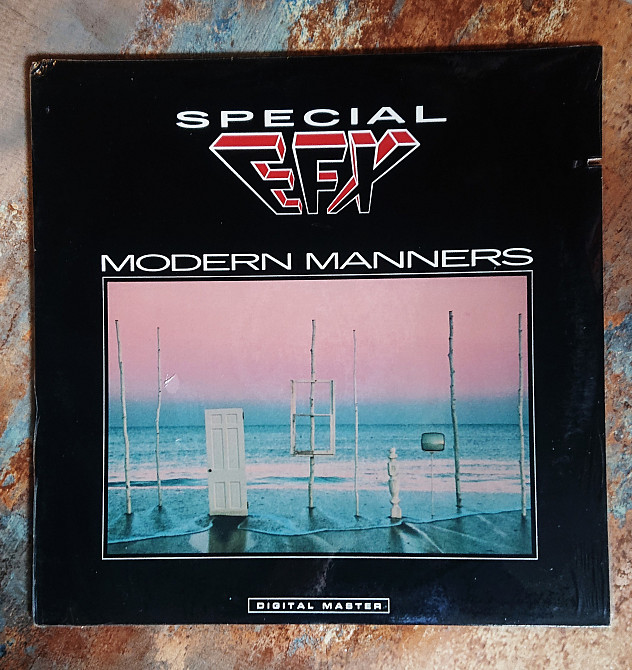 SPECIAL
EFX
MODERN MANNERS
DIGITAL MASTER